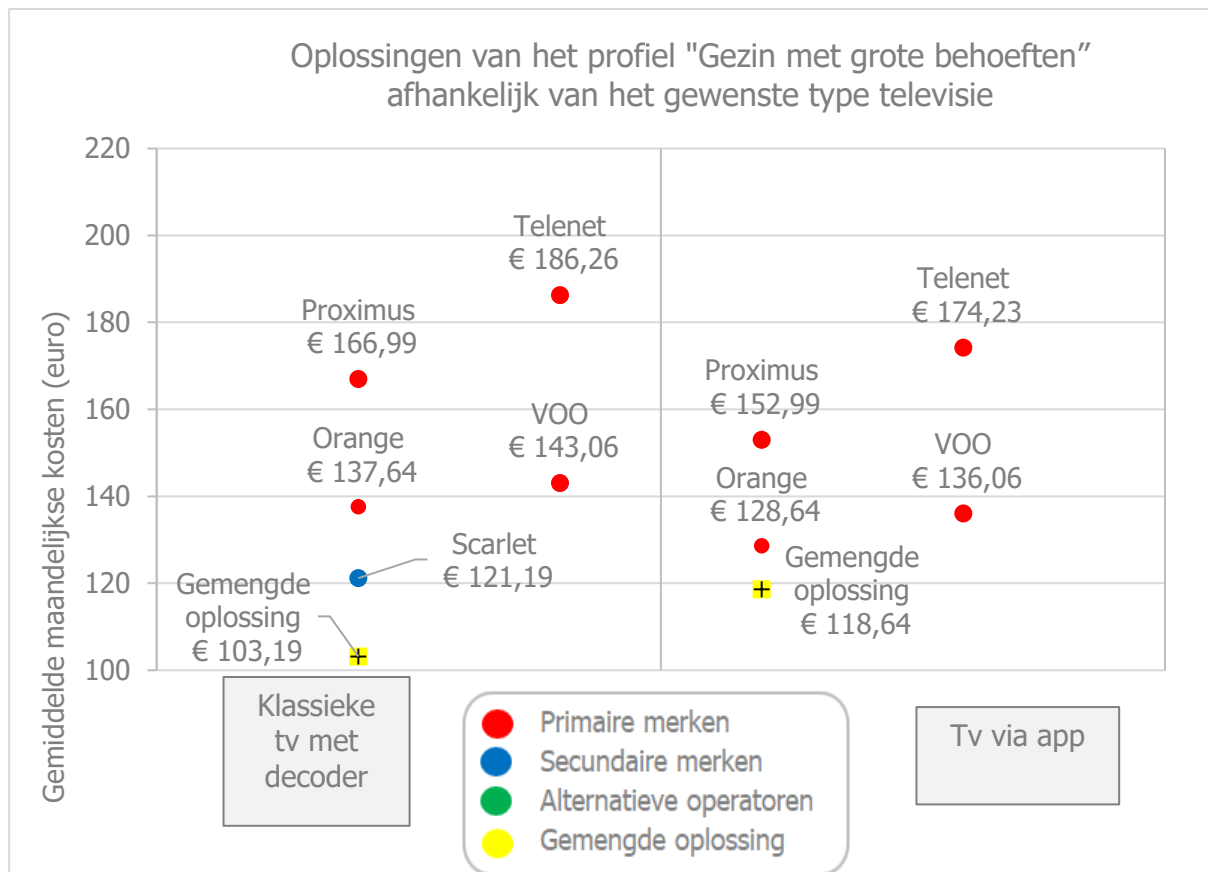 Oplossingen van het profiel "Gezin met grote behoeften”
afhankelijk van het gewenste type televisie
Gemiddelde maandelijkse kosten (euro)
220
200
180
160
140
120
100
Telenet
€ 186,26
Proximus
€ 166,99
VOO
€ 143,06
Orange
€ 137,64
Scarlet
€ 121,19
Gemengde
oplossing
€ 103,19
Telenet
€ 174,23
Proximus
€ 152,99
VOO
€ 136,06
Orange
€ 128,64
Gemengde
oplossing
€ 118,64
Klassieke
tv met
decoder
Primaire merken
Secundaire merken
Alternatieve operatoren
Gemengde oplossing
Tv via app